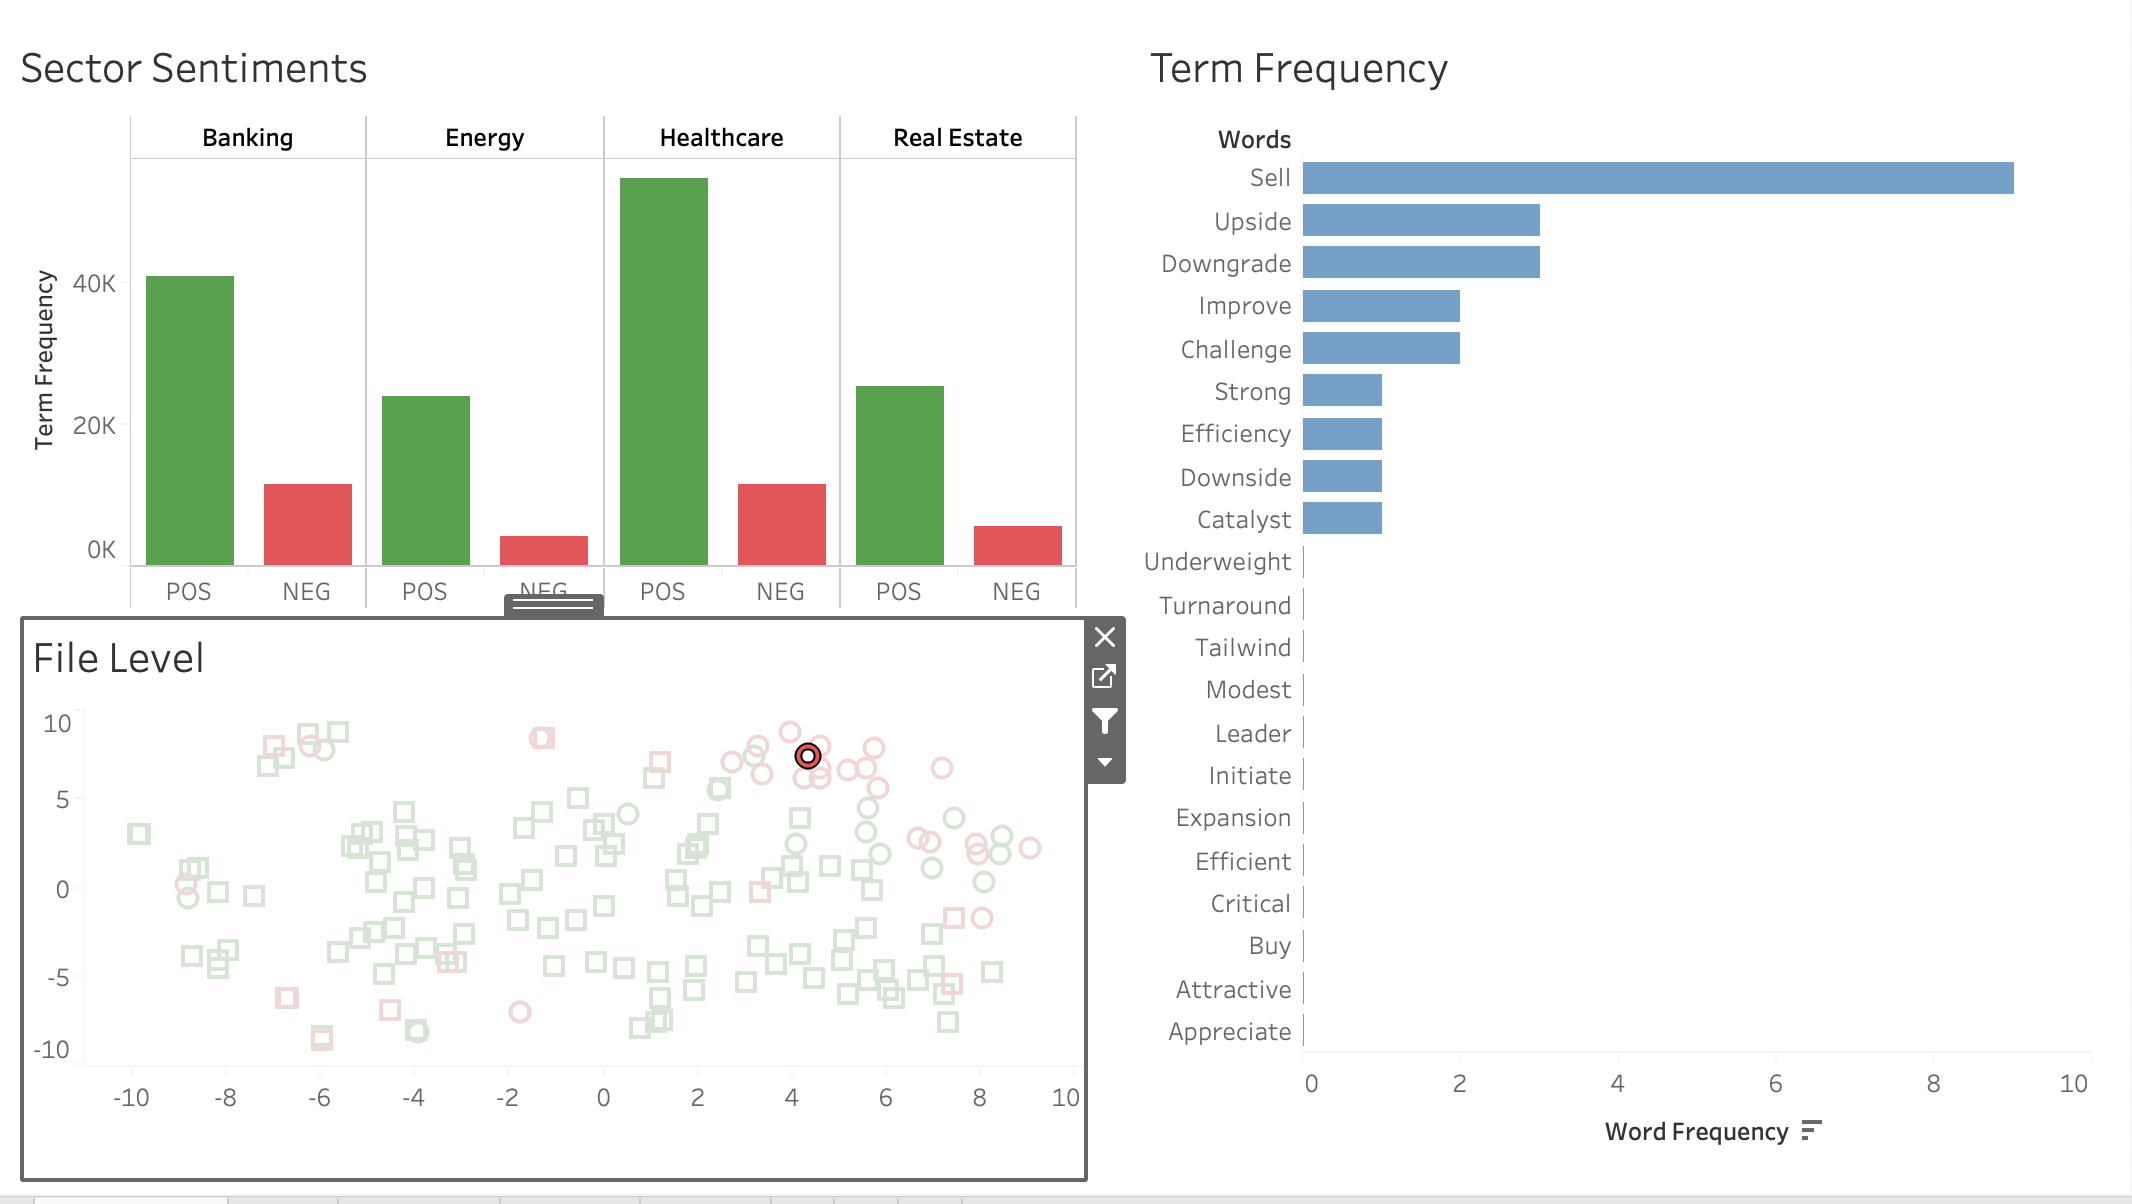 Sector Sentiments
Banking
Energy
Healthcare
Real Estate
Term Frequency
40K
20K
0K
POS
NEG
POS
NEG
POS
NEG
POS
NEG
File Level
10
5
0
-5
-10
-10
-8
-6
-4
-2
0
2
4
6
8
10
Term Frequency
Words
Sell
Upside
Downgrade
Improve
Challenge
Strong
Efficiency
Downside
Catalyst
Underweight
Turnaround
Tailwind
Modest
Leader
Initiate
Expansion
Efficient
Critical
Buy
Attractive
Appreciate
0
2
4
6
8
10
Word Frequency